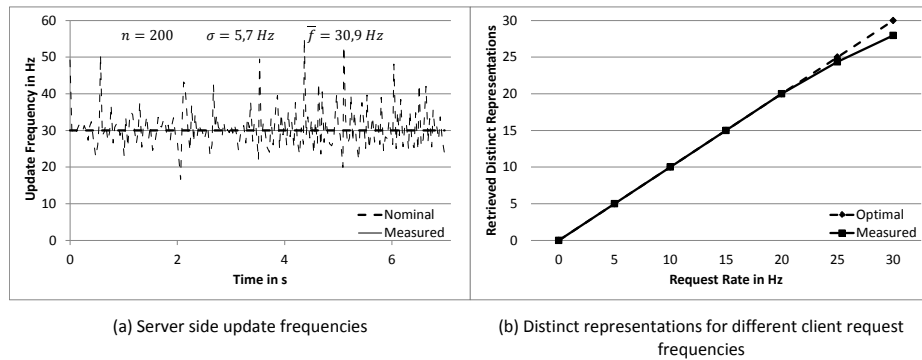 n = 200 σ = 5,7 Hz f̅ = 30,9 Hz
60
50
40
30
20
10
0
Update Frequency in Hz
Nominal
Measured
0 2 4 6
Time in s
(a) Server side update frequencies
30
25
20
15
10
5
0
Retrieved Distinct Representations
Optimal
Measured
0 5 10 15 20 25 30
Request Rate in Hz
(b) Distinct representations for different client request
frequencies